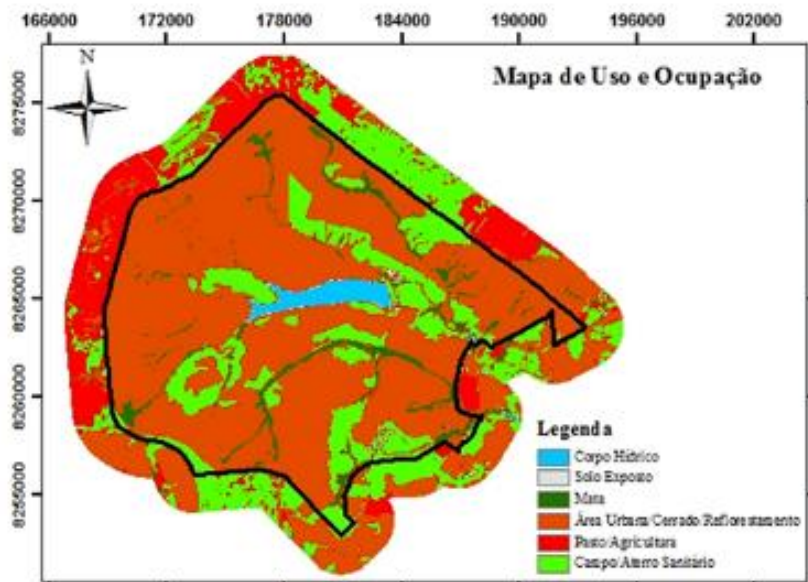 166000 172000 178000 184000 190000 196000 202000
Mapa de Uso e Ocupação
N
8275000
8270000
8265000
8260000
8255000
Legenda
Corpo Hídrico
Solo Exposto
Mata
Área Urbana/Cerrado/Reflorestamento
Pasto/Agricultura
Campo/Aterro Sanitário